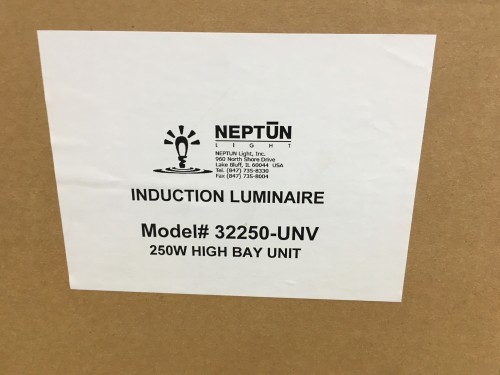 NEPTŪN
LIGHT
NEPTUN Light, Inc.
960 North Shore Drive
Lake Bluff, IL 60044 USA
Tel. (847) 735-8330
Fax (847) 735-8004
INDUCTION LUMINAIRE
Model# 32250-UNV
250W HIGH BAY UNIT